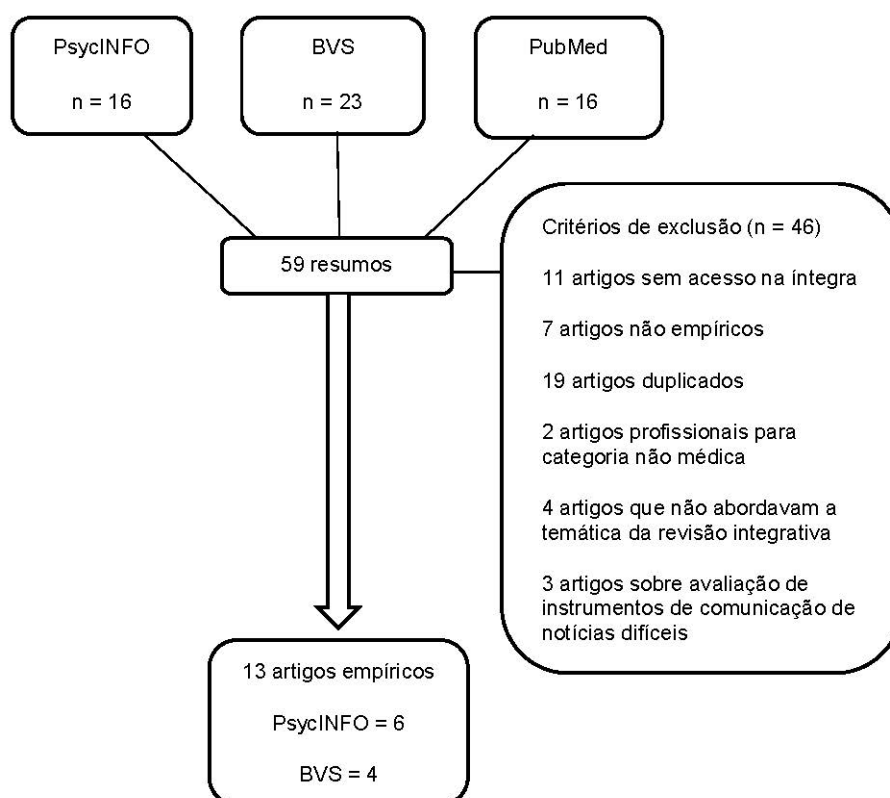 PsycINFO
n = 16
BVS
n = 23
PubMed
n = 16
59 resumos
Critérios de exclusão (n = 46)
11 artigos sem acesso na íntegra
7 artigos não empíricos
19 artigos duplicados
2 artigos profissionais para
categoria não médica
4 artigos que não abordavam a
temática da revisão integrativa
3 artigos sobre avaliação de
instrumentos de comunicação de
notícias difíceis
13 artigos empíricos
PsycINFO = 6
BVS = 4